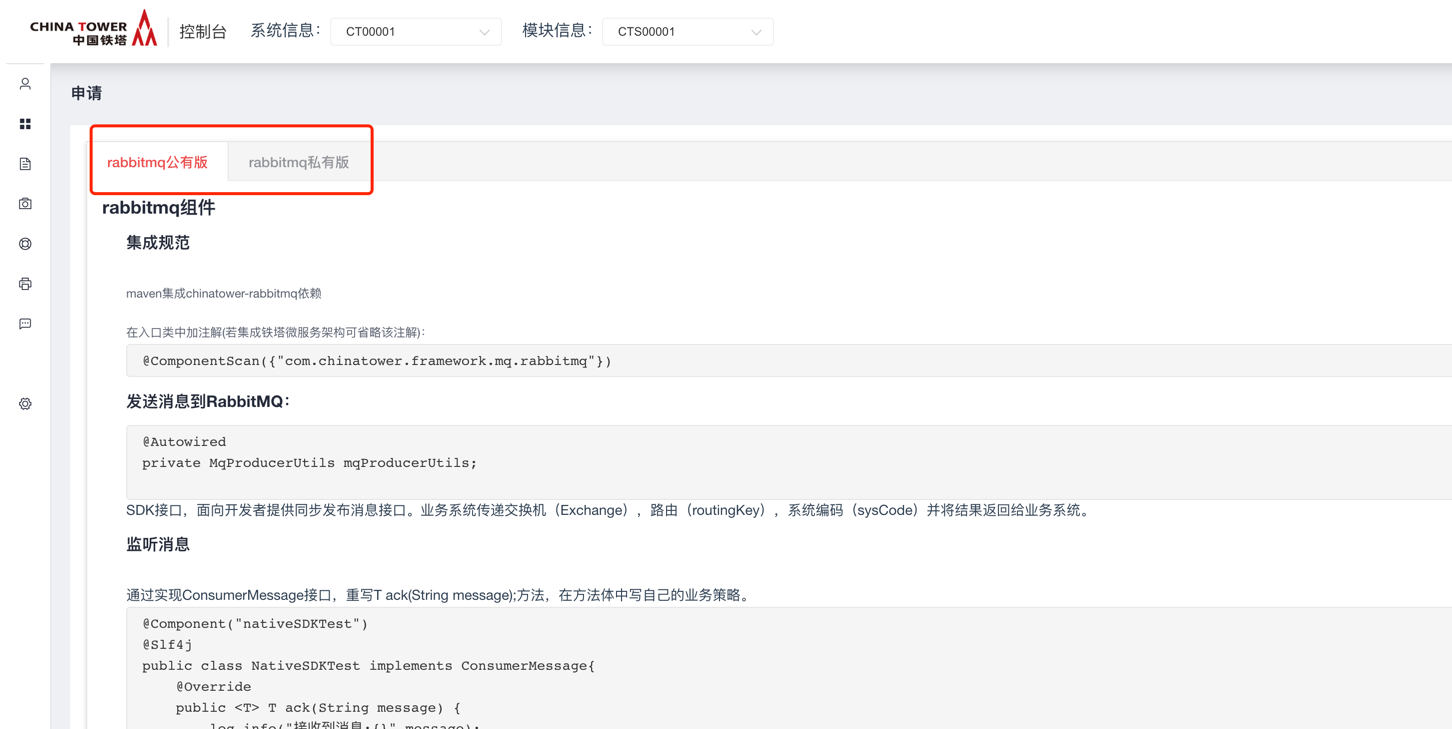 CHINA TOWER
中国铁塔
控制台 系统信息: CT00001 模块信息: CTS00001
申请
rabbitmq公有版 rabbitmq私有版
rabbitmq组件
集成规范
maven集成chinatower-rabbitmq依赖
在入口类中加注解(若集成铁塔微服务架构可省略该注解):
@ComponentScan({"com.chinatower.framework.mq.rabbitmq"})
发送消息到RabbitMQ:
@Autowired
private MqProducerUtils mqProducerUtils;
SDK接口，面向开发者提供同步发布消息接口。业务系统传递交换机（Exchange），路由（routingKey），系统编码（sysCode）并将结果返回给业务系统。
监听消息
通过实现ConsumerMessage接口，重写T ack(String message);方法，在方法体中写自己的业务策略。
@Component("nativeSDKTest")
@Slf4j
public class NativeSDKTest implements ConsumerMessage{
@Override
public <T> T ack(String message) {
log.info("接收到消息:{}",message);